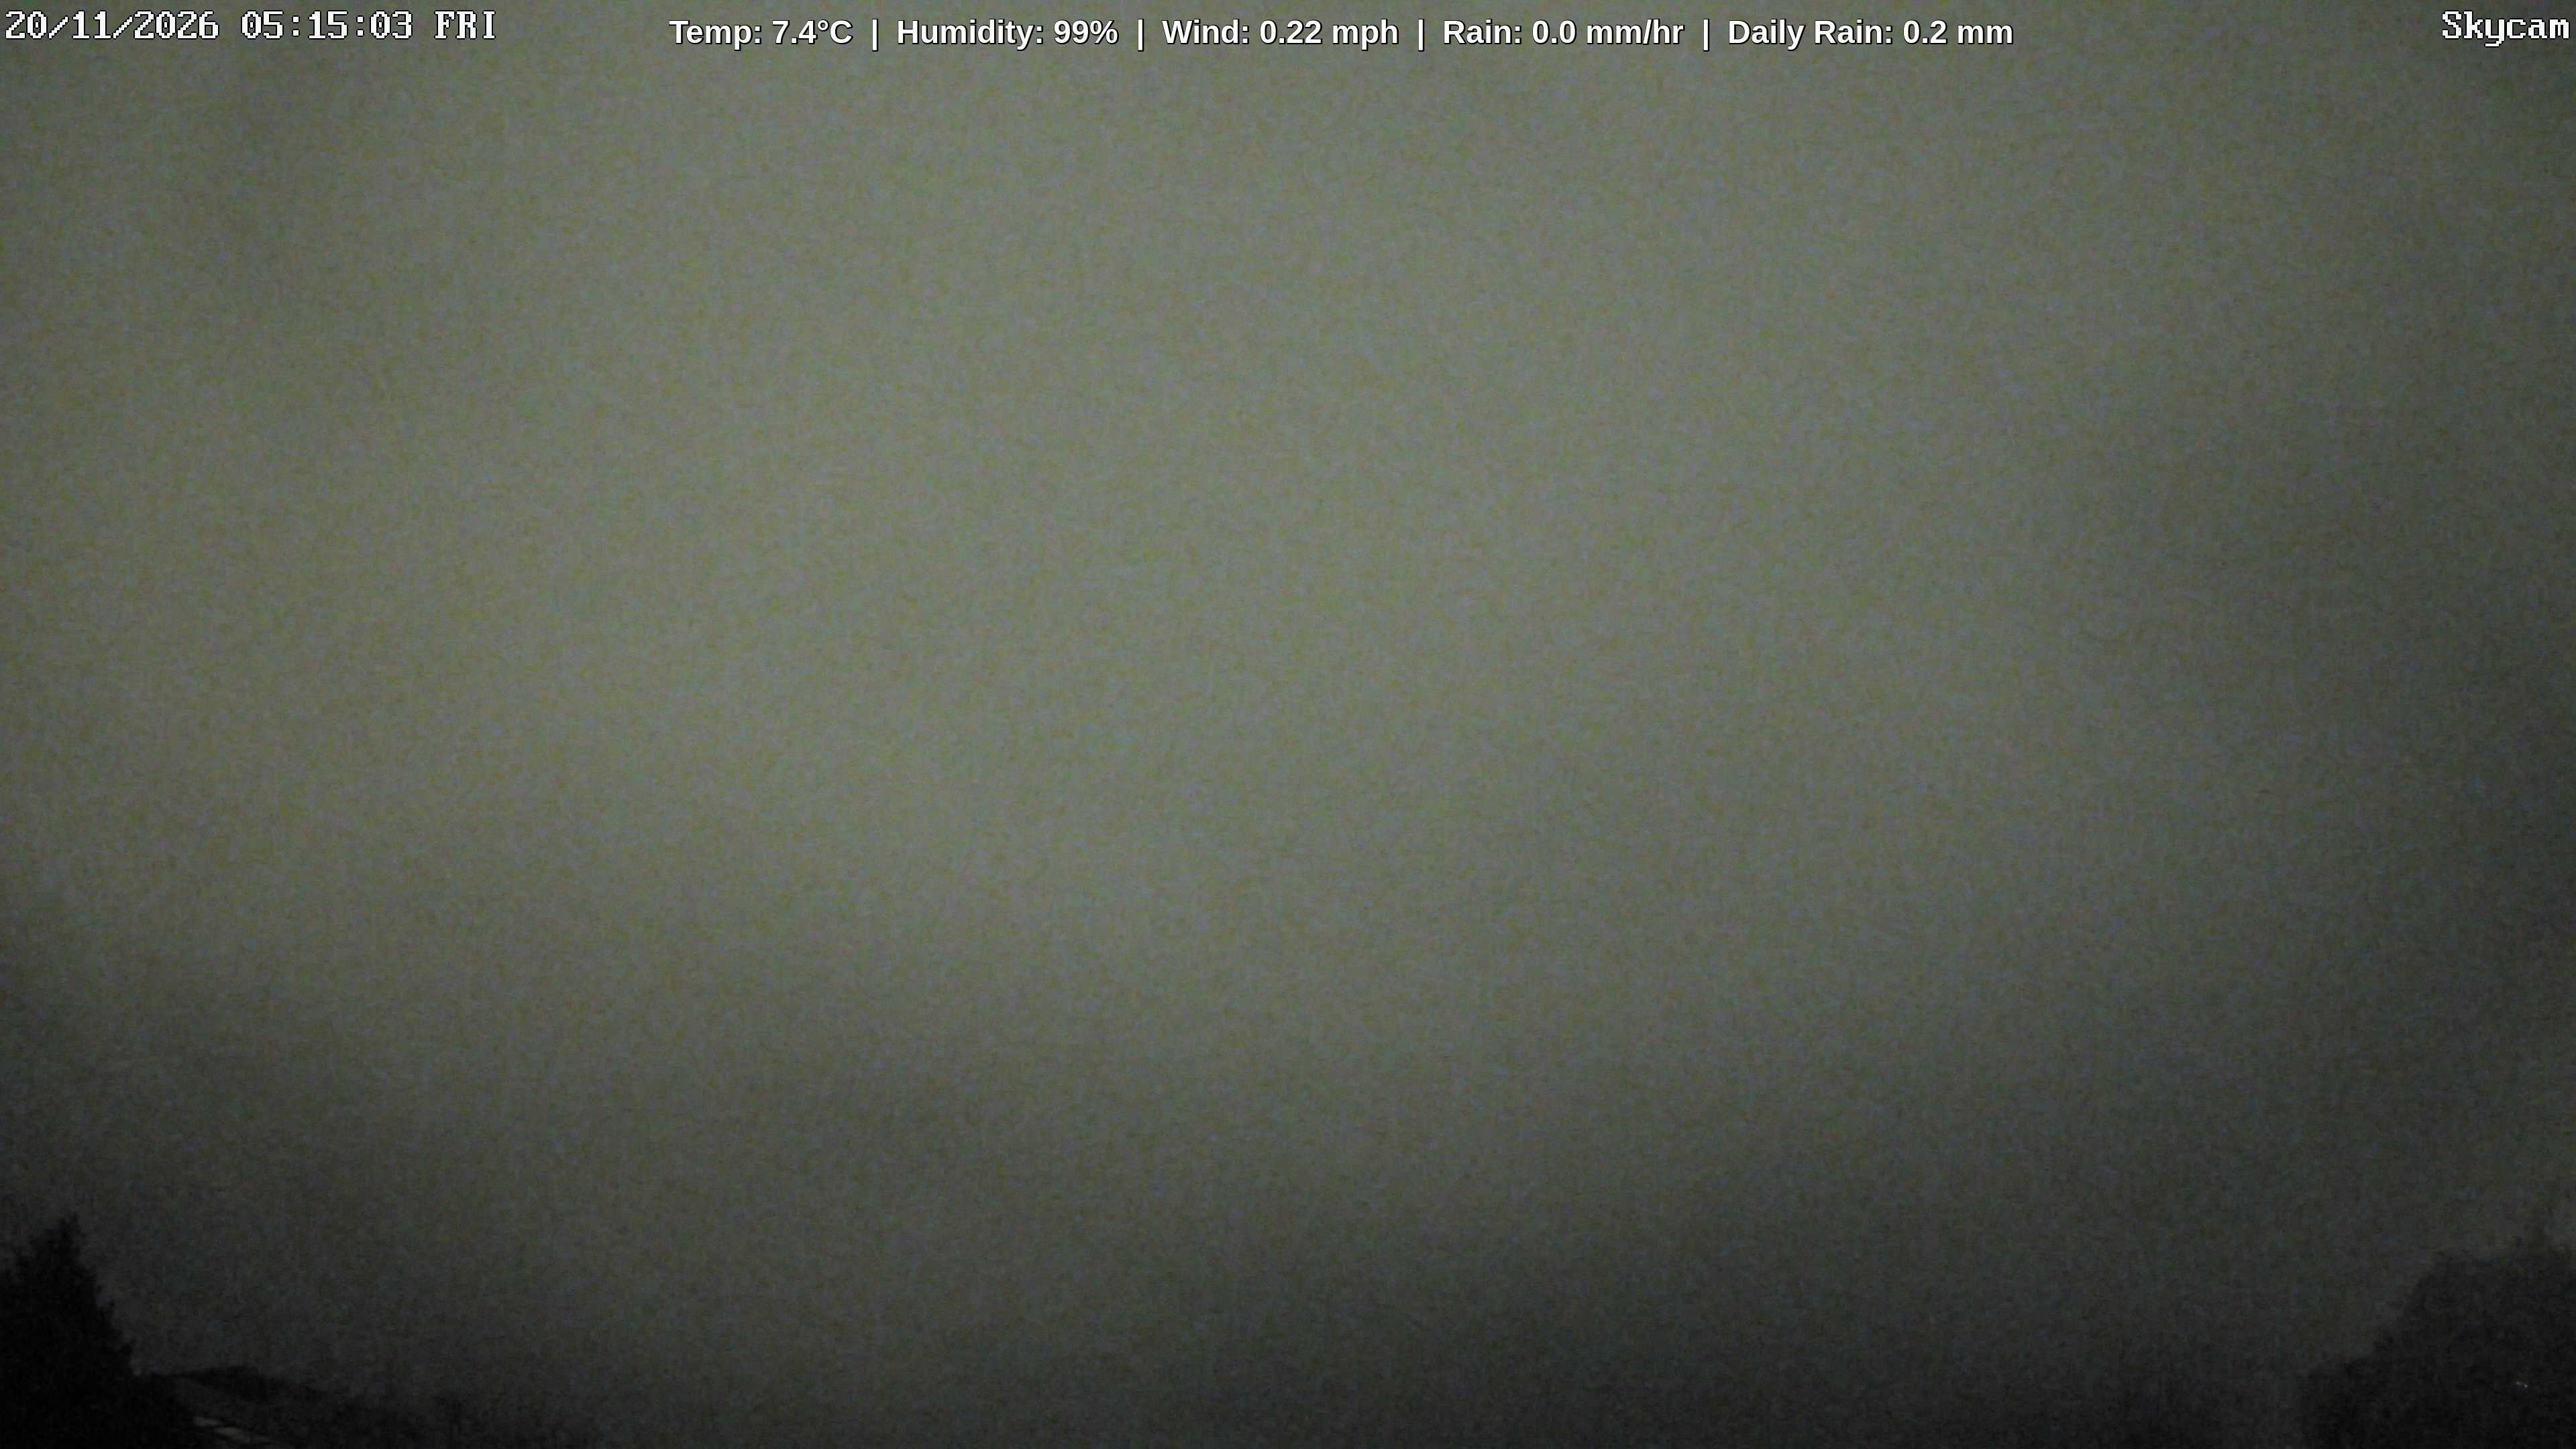 20/11/2026 05:15:03 FRI
Temp: 7.4°C | Humidity: 99% | Wind: 0.22 mph | Rain: 0.0 mm/hr | Daily Rain: 0.2 mm
Skycam